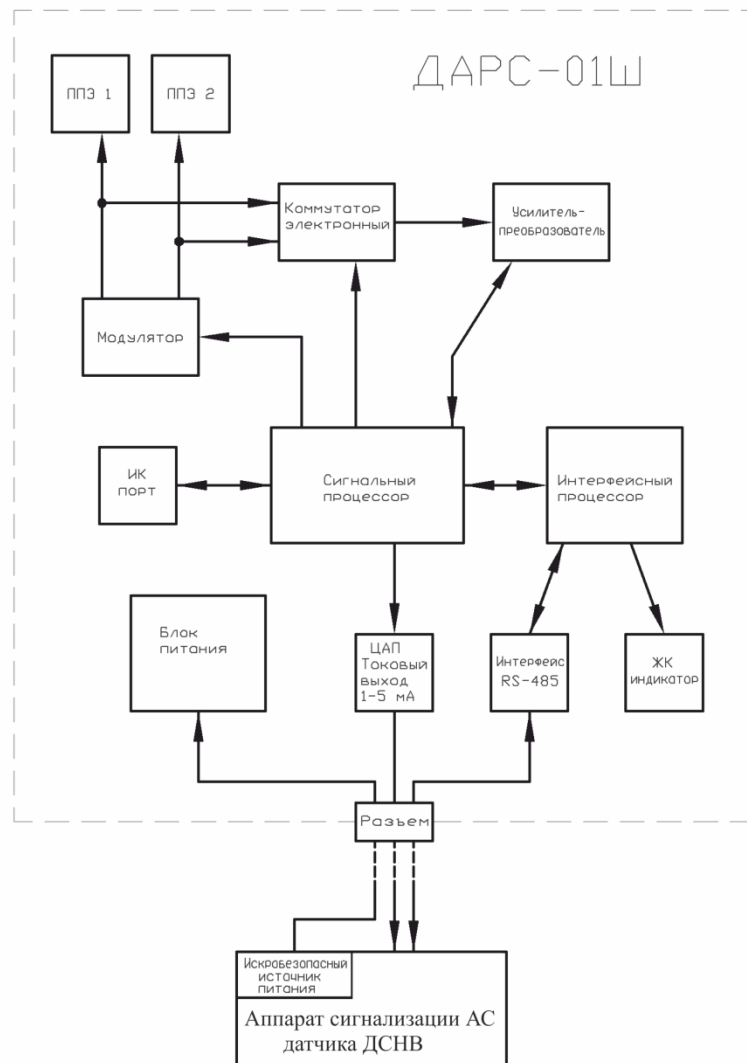 ДАРС-01Ш
ППЭ 1
ППЭ 2
Коммутатор
электронный
Усилитель-
преобразователь
Модулятор
ИК
порт
Сигнальный
процессор
Интерфейсный
процессор
Блок
питания
ЦАП
Токовый
выход
1-5 мА
Интерфейс
RS-485
ЖК
индикатор
Разъем
Искробезопасный
источник
питания
Аппарат сигнализации АС
датчика ДСНВ